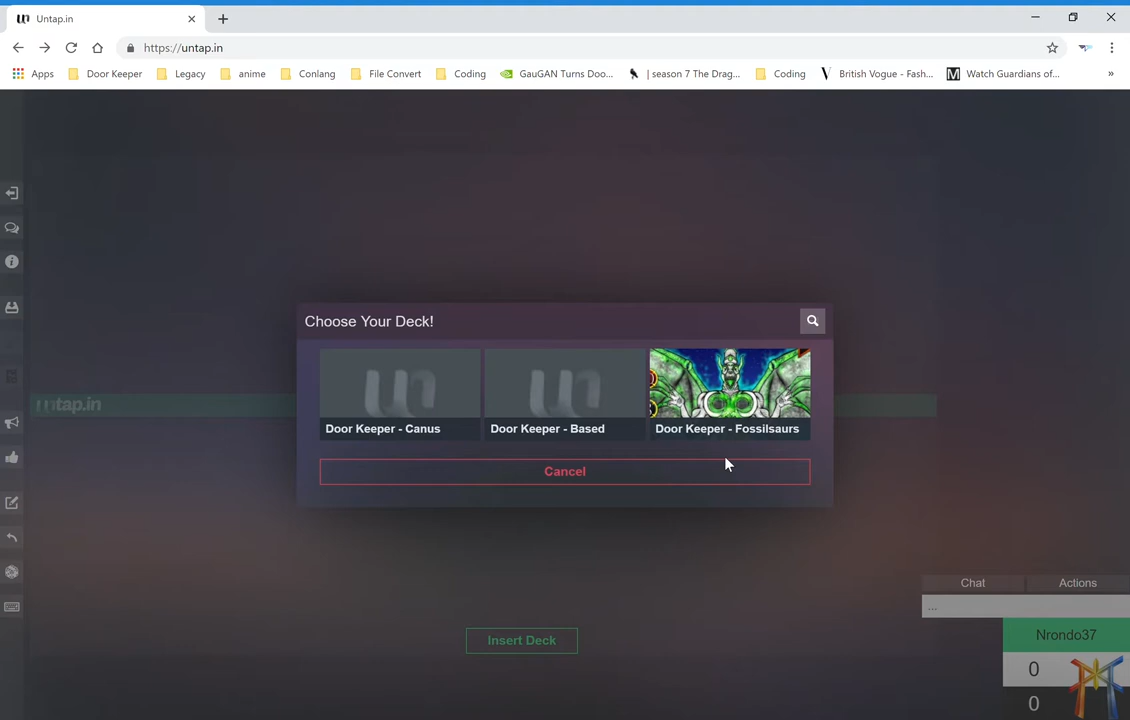 Untap.in
https://untap.in
Apps Door Keeper Legacy anime Conlang File Convert Coding GauGAN Turns Doo... | season 7 The Drag... Coding British Vogue - Fash... Watch Guardians of... »
Choose Your Deck!
untap.in
Door Keeper - Canus Door Keeper - Based Door Keeper - Fossilsaurs
Cancel
Chat Actions
...
Insert Deck
Nrondo37
0
0